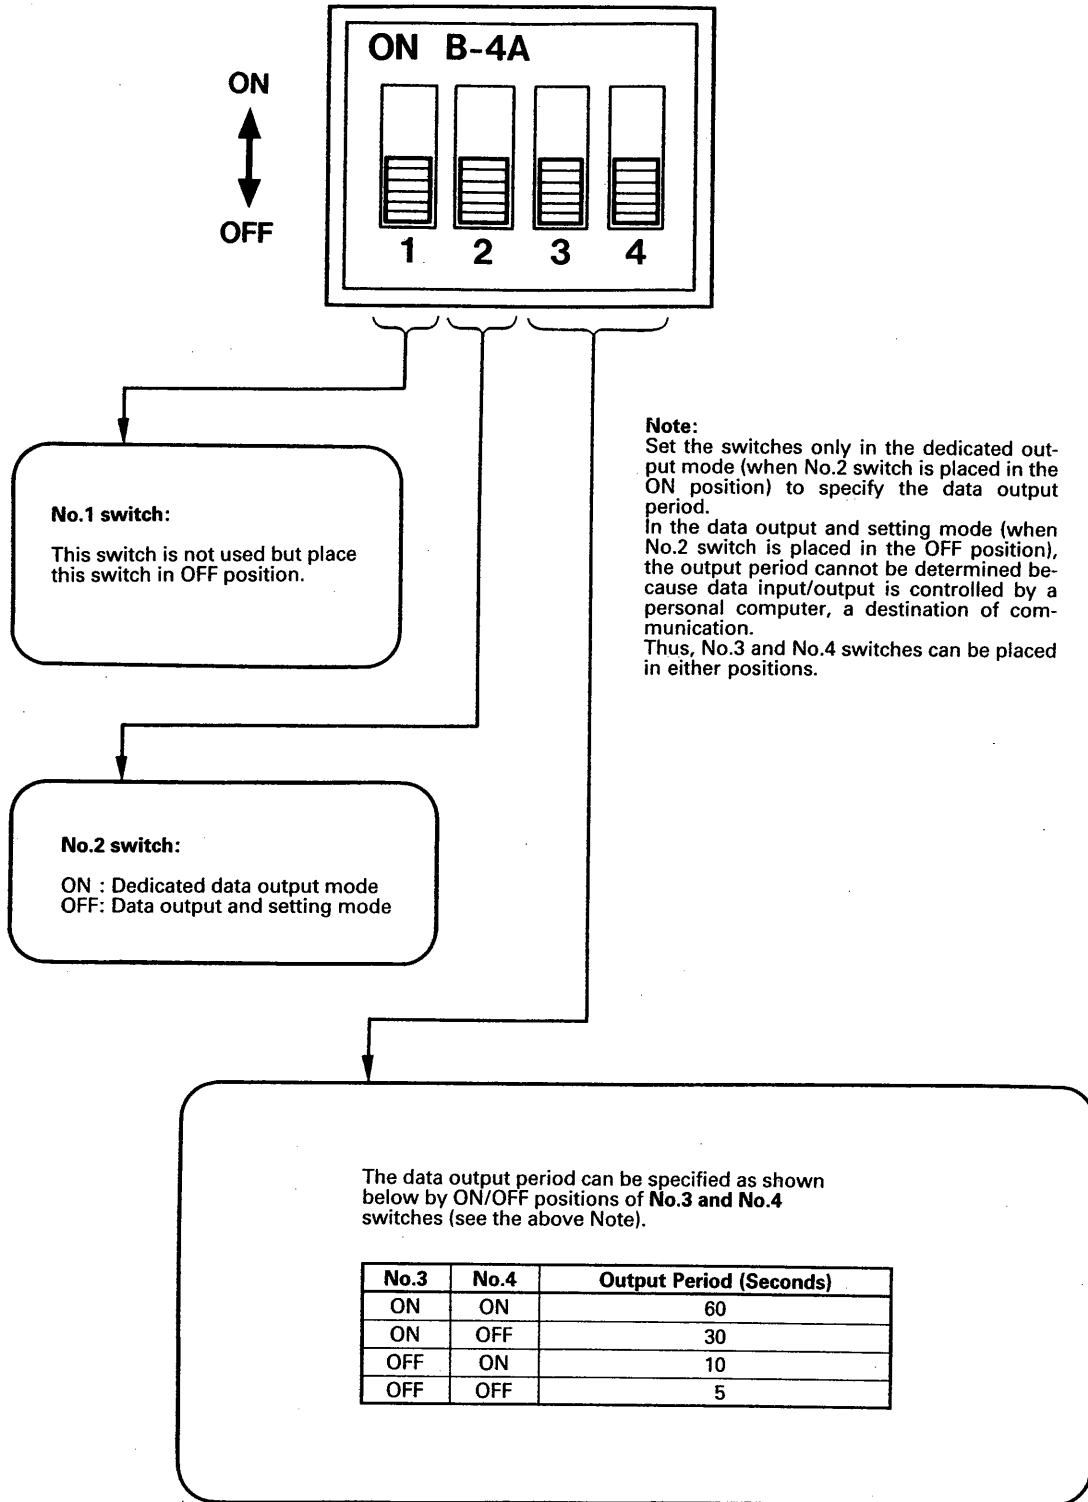 ON B-4A
ON
OFF
1 2 3 4
Note:
Set the switches only in the dedicated out-
put mode (when No.2 switch is placed in the
ON position) to specify the data output
period.
In the data output and setting mode (when
No.2 switch is placed in the OFF position),
the output period cannot be determined be-
cause data input/output is controlled by a
personal computer, a destination of com-
munication.
Thus, No.3 and No.4 switches can be placed
in either positions.
No.1 switch:
This switch is not used but place
this switch in OFF position.
No.2 switch:
ON : Dedicated data output mode
OFF: Data output and setting mode
The data output period can be specified as shown
below by ON/OFF positions of No.3 and No.4
switches (see the above Note).
No.3 No.4 Output Period (Seconds)
ON ON 60
ON OFF 30
OFF ON 10
OFF OFF 5